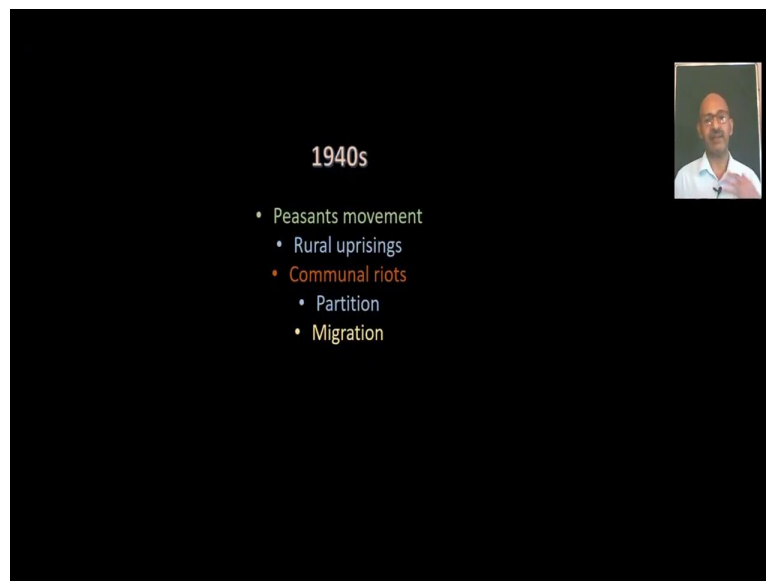 1940s
• Peasants movement
• Rural uprisings
• Communal riots
• Partition
• Migration